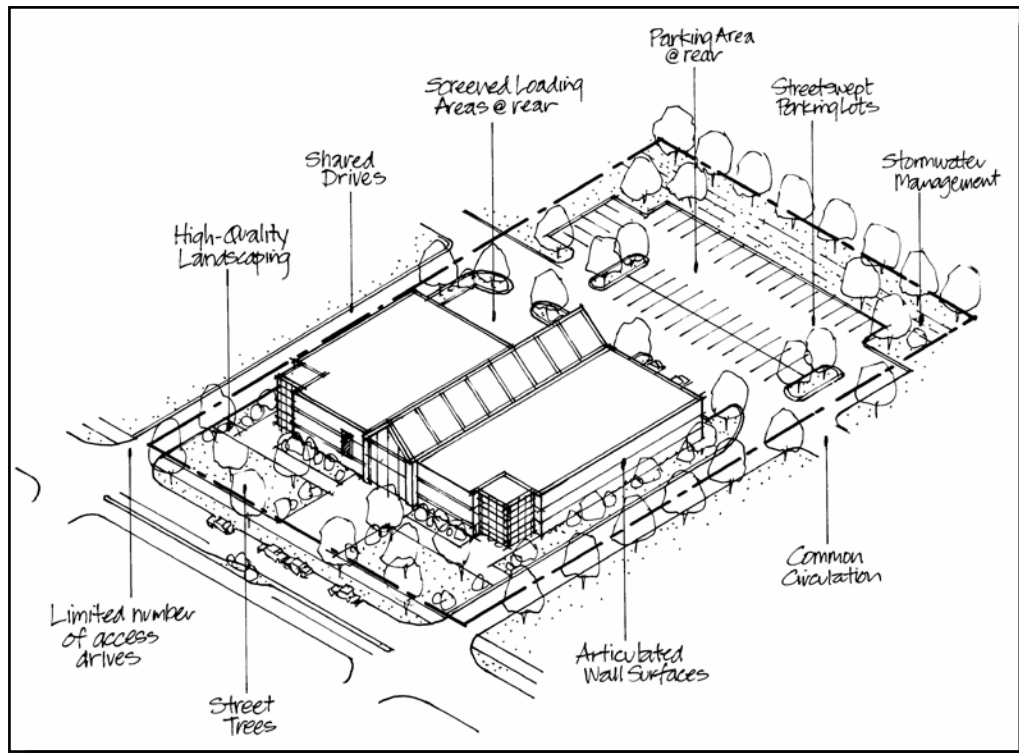 Parking Area
@ rear
Screened Loading
Areas @ rear
Streetswept
Parking Lots
Shared
Drives
Stormwater
Management
High-Quality
Landscaping
Common
Circulation
Limited number
of access
drives
Articulated
Wall Surfaces
Street
Trees